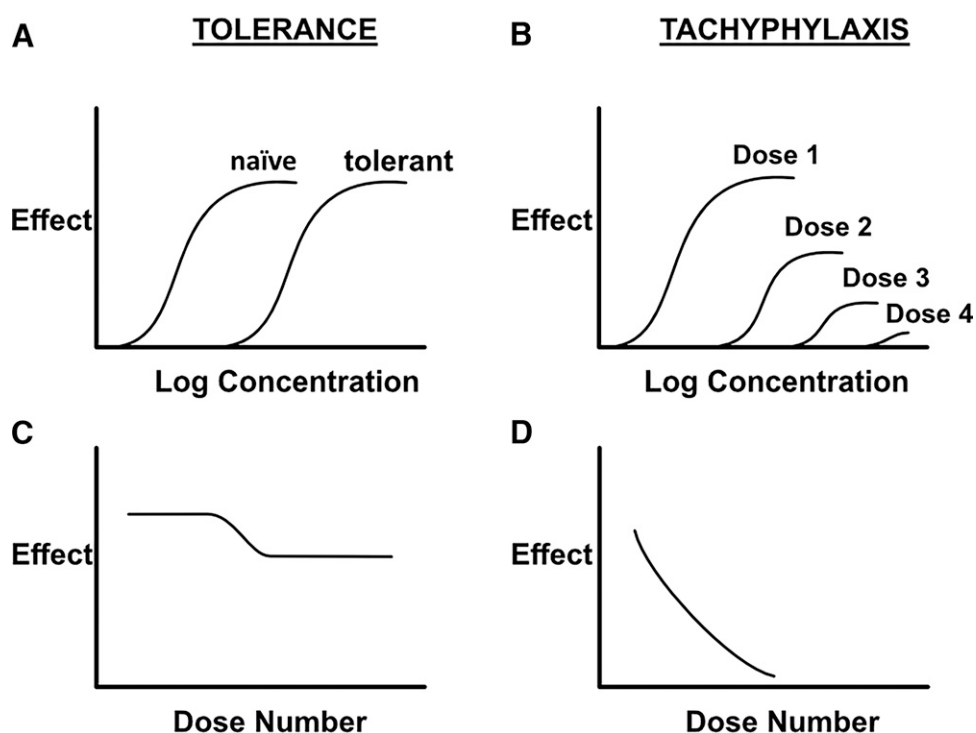 A
TOLERANCE
naïve
tolerant
Effect
Log Concentration
B
TACHYPHYLAXIS
Dose 1
Dose 2
Dose 3
Dose 4
Effect
Log Concentration
C
Effect
Dose Number
D
Effect
Dose Number